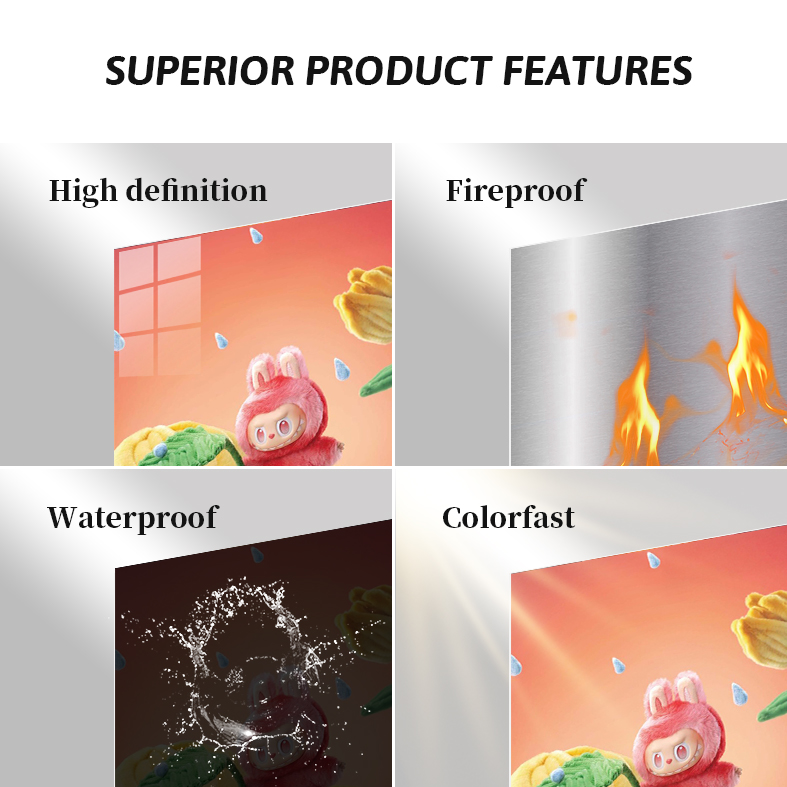 SUPERIOR PRODUCT FEATURES
High definition
Fireproof
Waterproof
Colorfast